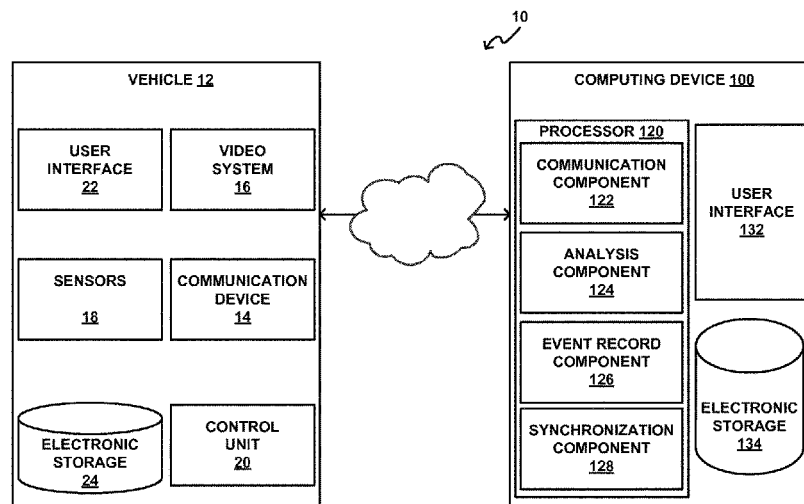 10
VEHICLE 12
USER
INTERFACE
22
VIDEO
SYSTEM
16
SENSORS
18
COMMUNICATION
DEVICE
14
ELECTRONIC
STORAGE
24
CONTROL
UNIT
20
COMPUTING DEVICE 100
PROCESSOR 120
COMMUNICATION
COMPONENT
122
ANALYSIS
COMPONENT
124
EVENT RECORD
COMPONENT
126
SYNCHRONIZATION
COMPONENT
128
USER
INTERFACE
132
ELECTRONIC
STORAGE
134